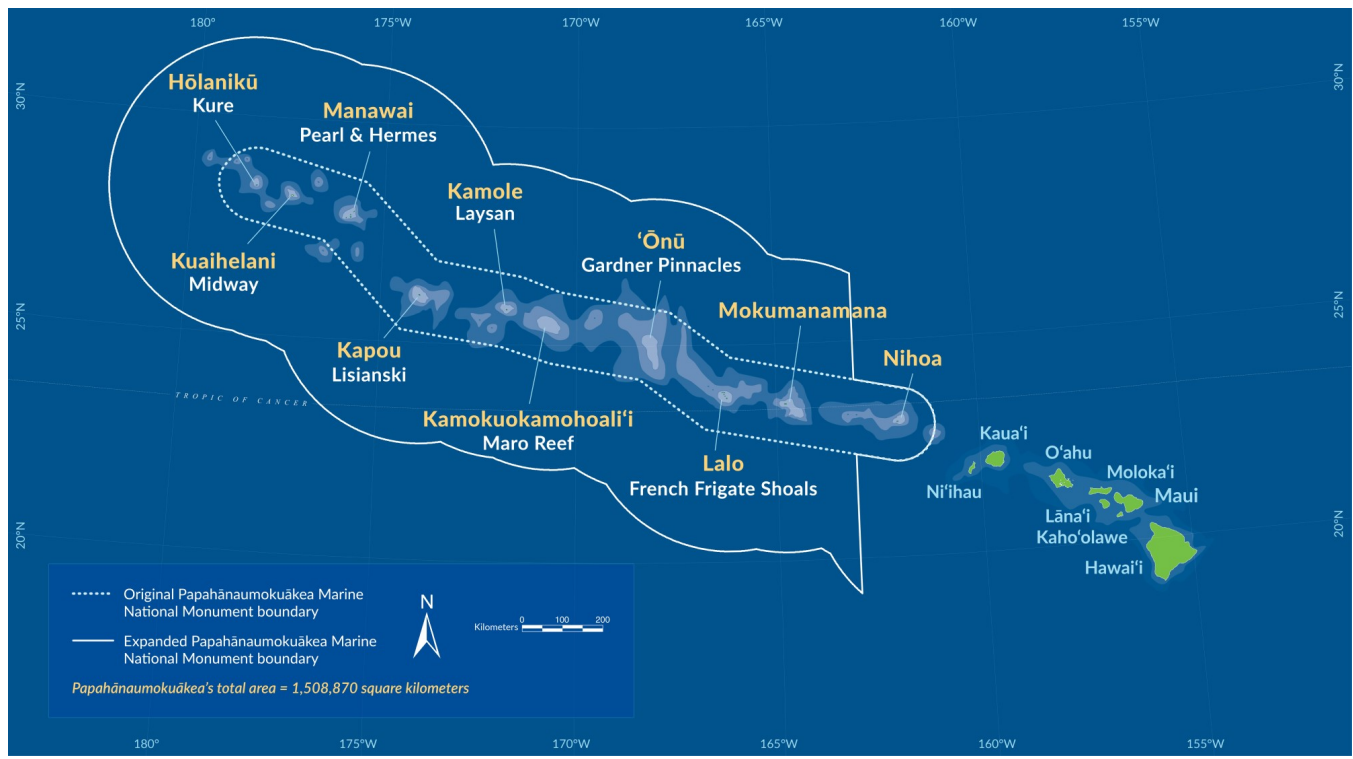 180°
175°W
170°W
165°W
160°W
155°W
30°N
30°N
Hōlanikū
Kure
Manawai
Pearl & Hermes
Kamole
Laysan
ʻŌnū
Gardner Pinnacles
Kuaihelani
Midway
25°N
25°N
Mokumanamana
Kapou
Lisianski
Nihoa
TROPIC OF CANCER
Kamokuokamohoaliʻi
Maro Reef
Lalo
French Frigate Shoals
Kauaʻi
Niʻihau
Oʻahu
Molokaʻi
Maui
Lānaʻi
Kahoʻolawe
Hawaiʻi
20°N
20°N
Original Papahānaumokuākea Marine
National Monument boundary
Expanded Papahānaumokuākea Marine
National Monument boundary
N
Kilometers
0 100 200
Papahānaumokuākea's total area = 1,508,870 square kilometers
180°
175°W
170°W
165°W
160°W
155°W